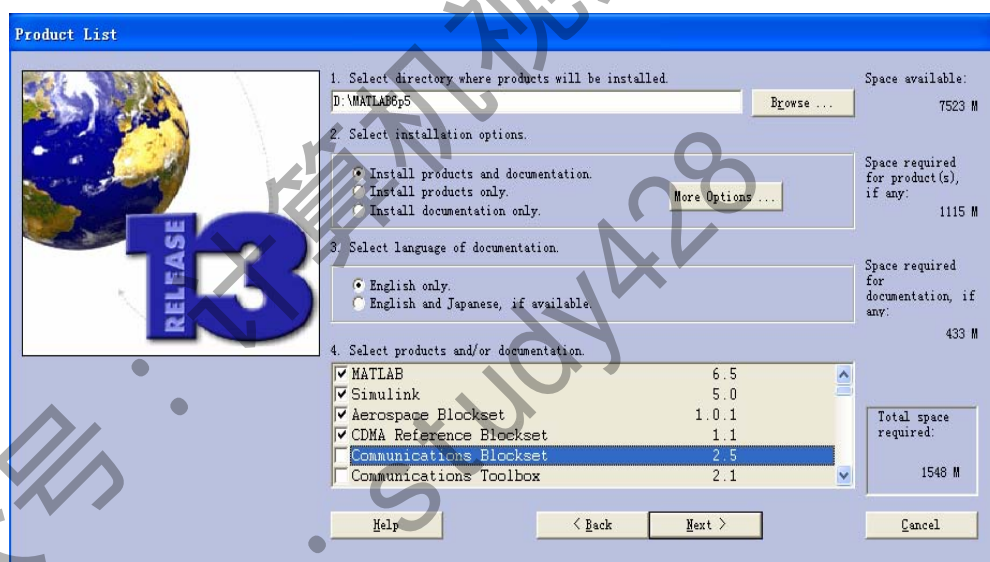 Product List
1. Select directory where products will be installed.
D:\MATLAB6p5
Browse ...
Space available:
7523 M
2. Select installation options.
Install products and documentation.
Install products only.
Install documentation only.
More Options ...
Space required
for product(s),
if any:
1115 M
3. Select language of documentation.
English only.
English and Japanese, if available.
Space required
for
documentation, if
any:
433 M
RELEASE
13
4. Select products and/or documentation.
MATLAB 6.5
Simulink 5.0
Aerospace Blockset 1.0.1
CDMA Reference Blockset 1.1
Communications Blockset 2.5
Communications Toolbox 2.1
Total space
required:
1548 M
Help
< Back
Next >
Cancel
号·计算机视
·study428